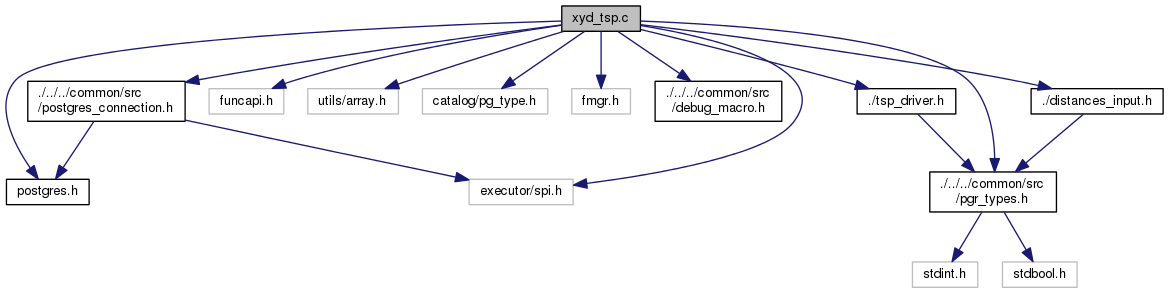 xyd_tsp.c
./../../common/src
/postgres_connection.h
funcapi.h
utils/array.h
catalog/pg_type.h
fmgr.h
./../../common/src
/debug_macro.h
./tsp_driver.h
./distances_input.h
postgres.h
executor/spi.h
./../../common/src
/pgr_types.h
stdint.h
stdbool.h